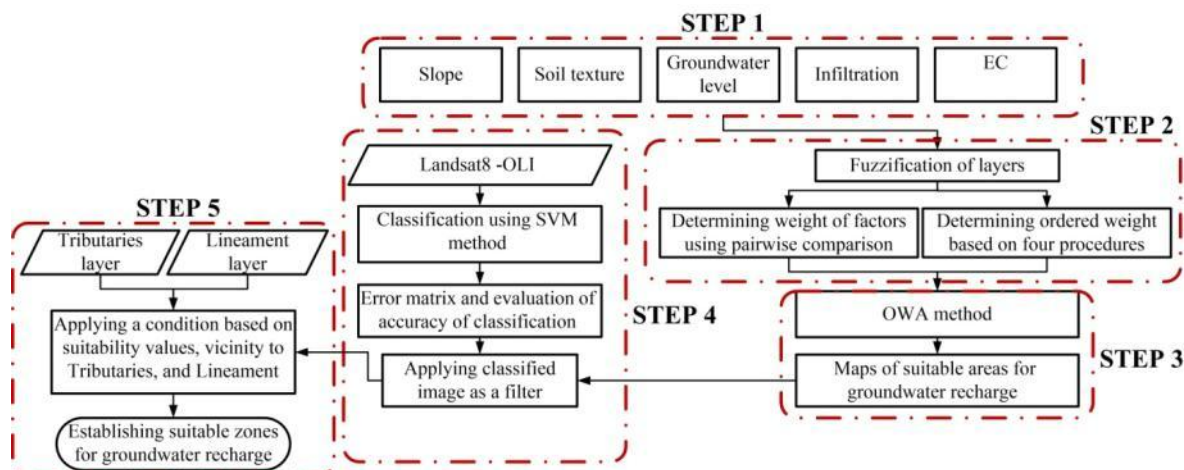 STEP 1
Slope
Soil texture
Groundwater
level
Infiltration
EC
STEP 2
Fuzzification of layers
Determining weight of factors
using pairwise comparison
Determining ordered weight
based on four procedures
STEP 3
OWA method
Maps of suitable areas for
groundwater recharge
STEP 4
Landsat8 -OLI
Classification using SVM
method
Error matrix and evaluation of
accuracy of classification
Applying classified
image as a filter
STEP 5
Tributaries
layer
Lineament
layer
Applying a condition based on
suitability values, vicinity to
Tributaries, and Lineament
Establishing suitable zones
for groundwater recharge